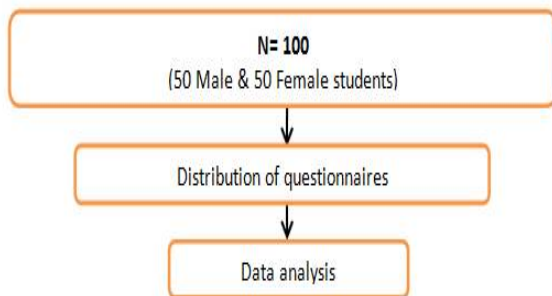 N= 100
(50 Male & 50 Female students)
Distribution of questionnaires
Data analysis